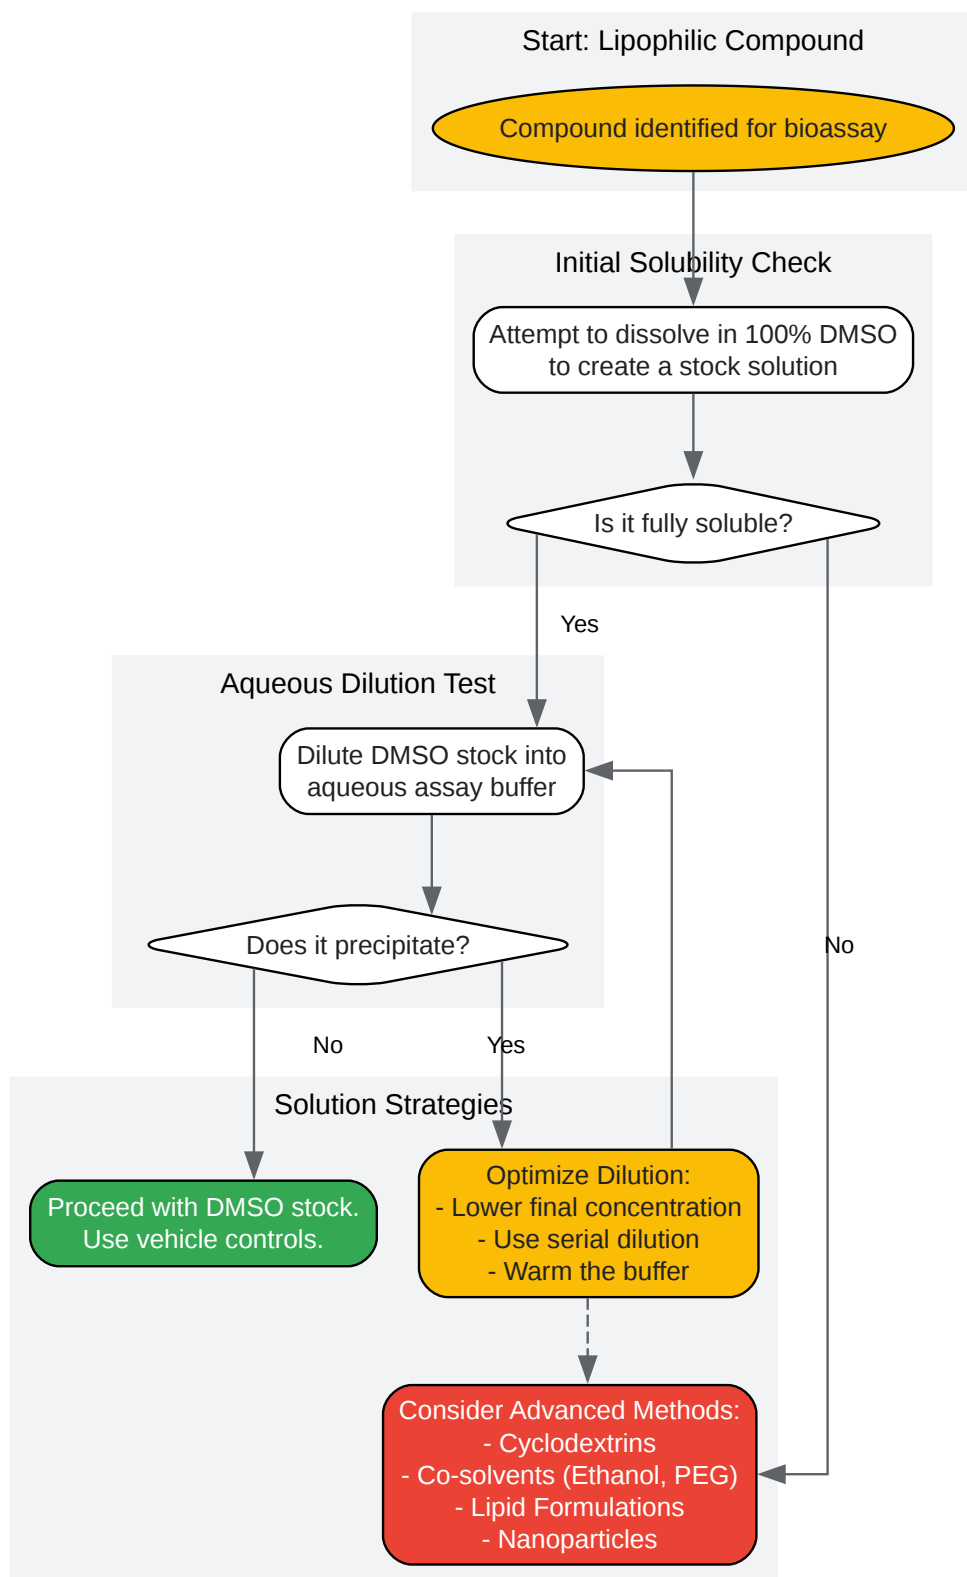 Start: Lipophilic Compound
Compound identified for bioassay
Initial Solubility Check
Attempt to dissolve in 100% DMSO
to create a stock solution
Is it fully soluble?
Yes
Aqueous Dilution Test
Dilute DMSO stock into
aqueous assay buffer
Does it precipitate?
No
No
Yes
Solution Strategies
Proceed with DMSO stock.
Use vehicle controls.
Optimize Dilution:
- Lower final concentration
- Use serial dilution
- Warm the buffer
Consider Advanced Methods:
- Cyclodextrins
- Co-solvents (Ethanol, PEG)
- Lipid Formulations
- Nanoparticles